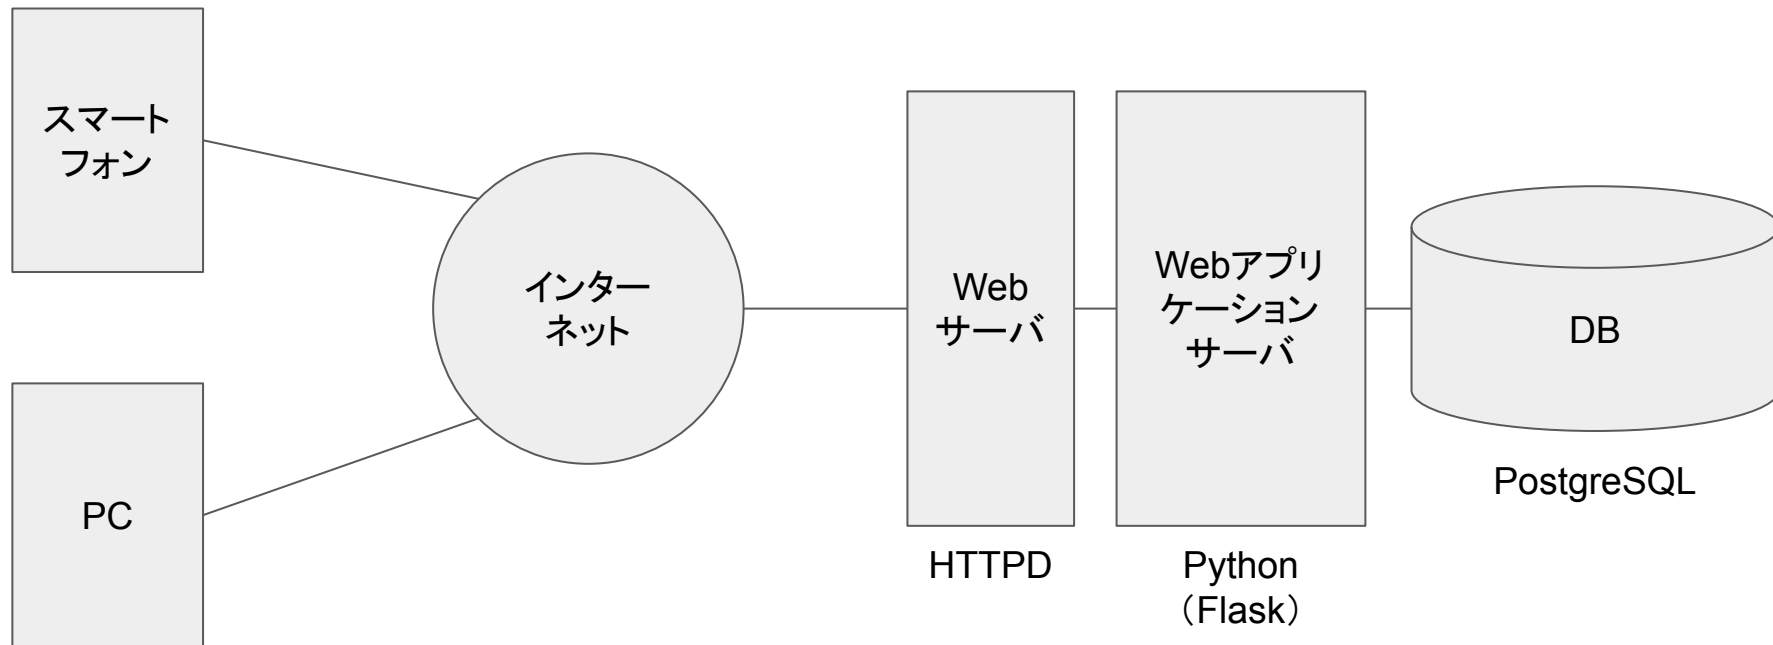 スマート
フォン
PC
インター
ネット
Web
サーバ
HTTPD
Webアプリ
ケーション
サーバ
Python
（Flask）
DB
PostgreSQL